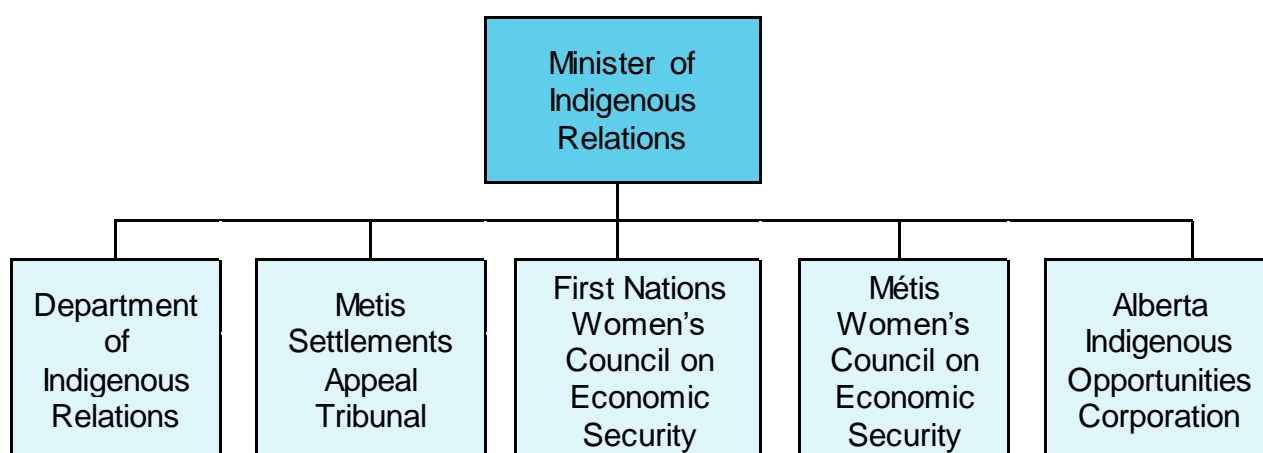 Minister of
Indigenous
Relations
Department
of
Indigenous
Relations
Metis
Settlements
Appeal
Tribunal
First Nations
Women's
Council on
Economic
Security
Métis
Women's
Council on
Economic
Security
Alberta
Indigenous
Opportunities
Corporation